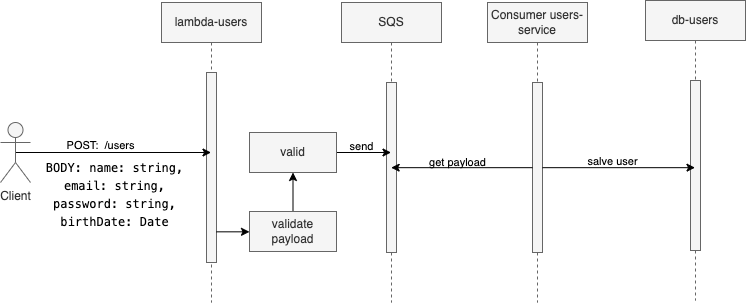 lambda-users
SQS
Consumer users-
service
db-users
POST: /users
BODY: name: string,
email: string,
password: string,
birthDate: Date
Client
valid
send
validate
payload
get payload
salve user